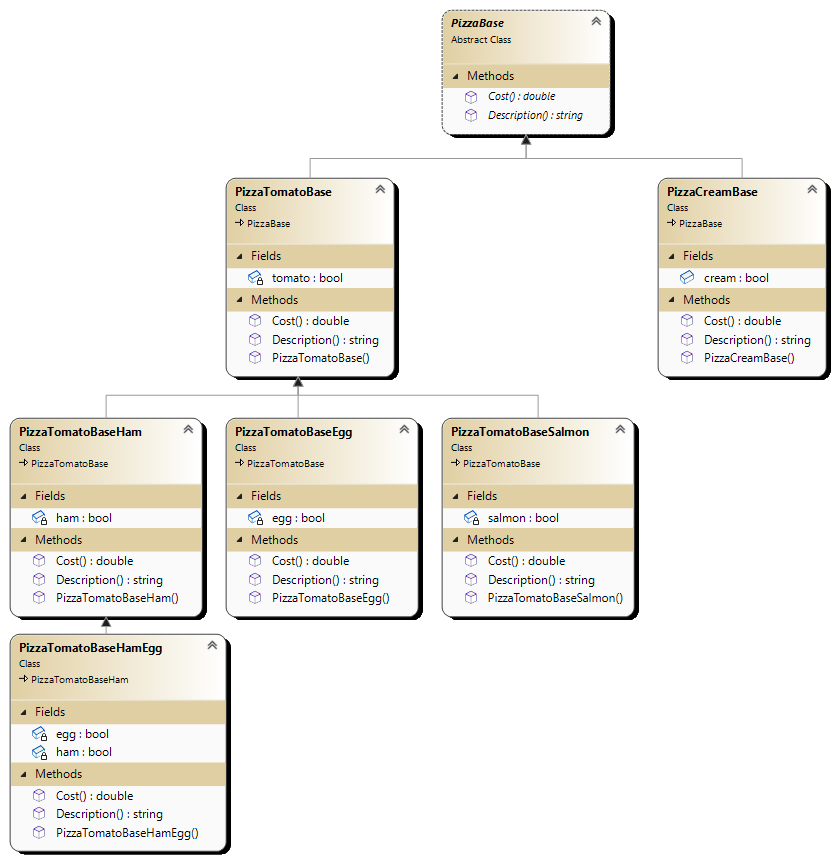 PizzaBase
Abstract Class
Methods
Cost() : double
Description() : string
PizzaTomatoBase
Class
PizzaBase
Fields
tomato : bool
Methods
Cost() : double
Description() : string
PizzaTomatoBase()
PizzaCreamBase
Class
PizzaBase
Fields
cream : bool
Methods
Cost() : double
Description() : string
PizzaCreamBase()
PizzaTomatoBaseHam
Class
PizzaTomatoBase
Fields
ham : bool
Methods
Cost() : double
Description() : string
PizzaTomatoBaseHam()
PizzaTomatoBaseEgg
Class
PizzaTomatoBase
Fields
egg : bool
Methods
Cost() : double
Description() : string
PizzaTomatoBaseEgg()
PizzaTomatoBaseSalmon
Class
PizzaTomatoBase
Fields
salmon : bool
Methods
Cost() : double
Description() : string
PizzaTomatoBaseSalmon()
PizzaTomatoBaseHamEgg
Class
PizzaTomatoBaseHam
Fields
egg : bool
ham : bool
Methods
Cost() : double
Description() : string
PizzaTomatoBaseHamEgg()